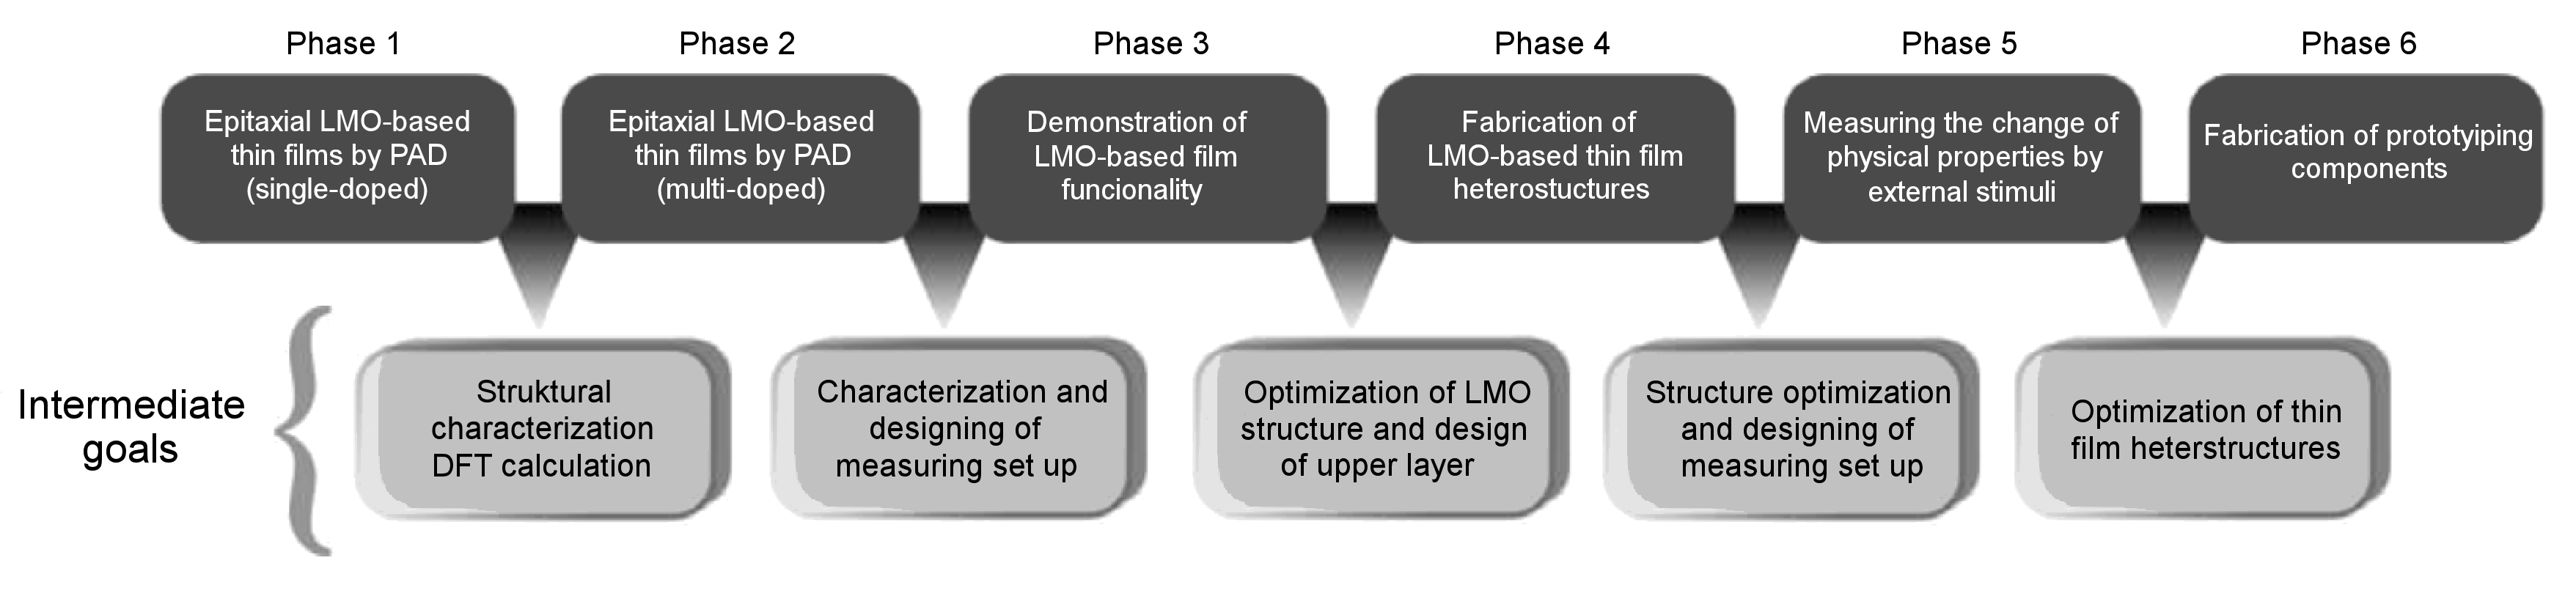 Phase 1
Phase 2
Phase 3
Phase 4
Phase 5
Phase 6
Epitaxial LMO-based
thin films by PAD
(single-doped)
Epitaxial LMO-based
thin films by PAD
(multi-doped)
Demonstration of
LMO-based film
funcionality
Fabrication of
LMO-based thin film
heterostuctures
Measuring the change of
physical properties by
external stimuli
Fabrication of prototyiping
components
Intermediate
goals
Struktural
characterization
DFT calculation
Characterization and
designing of
measuring set up
Optimization of LMO
structure and design
of upper layer
Structure optimization
and designing of
measuring set up
Optimization of thin
film heterstructures